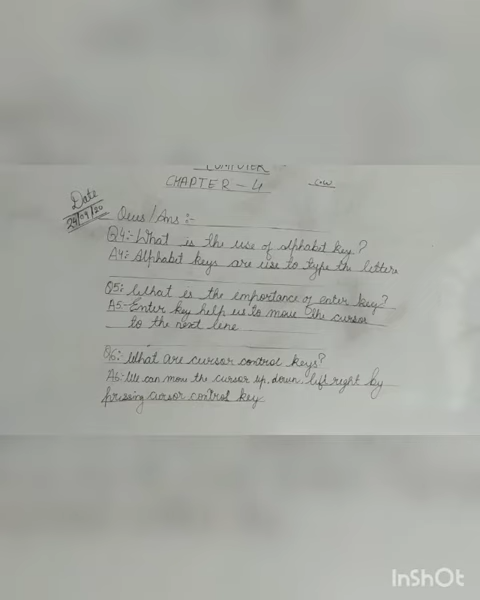 COMPUTER
CHAPTER - 4
C.W
Date
24/09/20
Ques/Ans:-
Q4:- What is the use of alphabet key?
A4:- Alphabet keys are use to type the letters
Q5:- What is the importance of enter key?
A5:- Enter key help us to move the cursor
to the next line
Q6:- What are cursor control keys?
A6:- We can move the cursor up, down, left, right by
pressing cursor control key.
InShOt